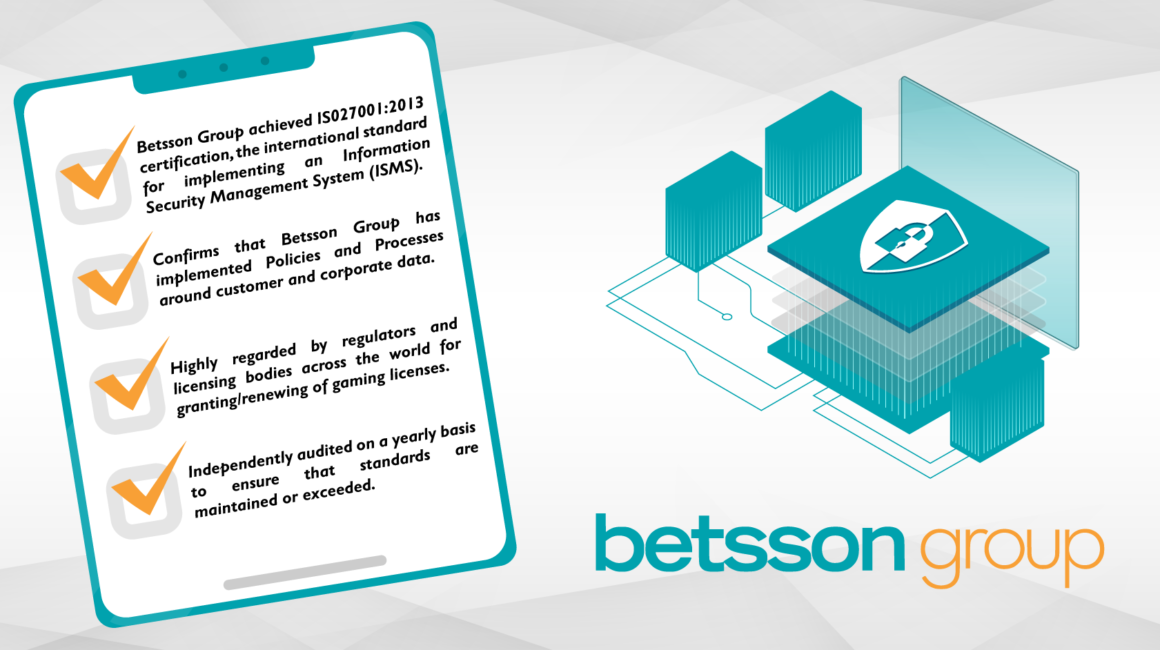 Betsson Group achieved ISO27001:2013
certification, the international standard
for implementing an Information
Security Management System (ISMS).
Confirms that Betsson Group has
implemented Policies and Processes
around customer and corporate data.
Highly regarded by regulators and
licensing bodies across the world for
granting/renewing of gaming licenses.
Independently audited on a yearly basis
to ensure that standards are
maintained or exceeded.
betsson group